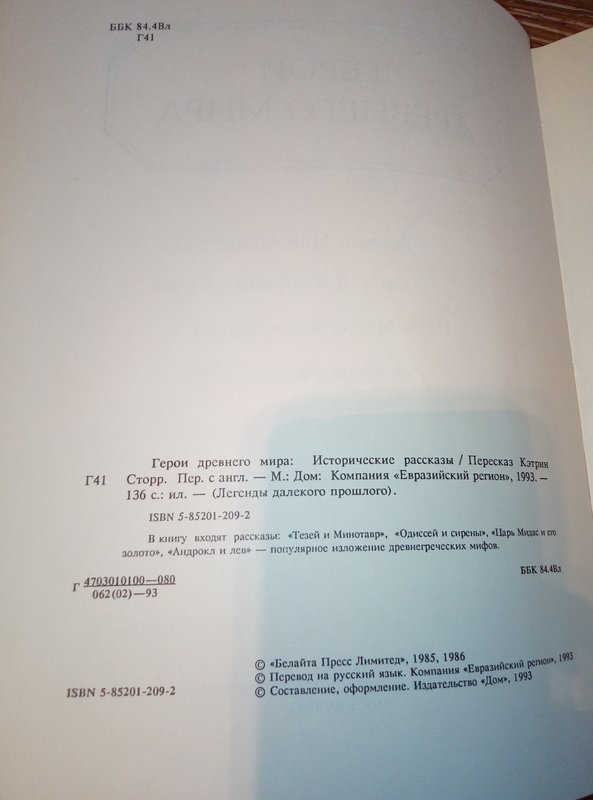 ББК 84.4Вл
Г41
Герои древнего мира: Исторические рассказы / Пересказ Кэтрин
Г41 Сторр. Пер. с англ. — М.: Дом: Компания «Евразийский регион», 1993. —
136 с.: ил. — (Легенды далекого прошлого).
ISBN 5-85201-209-2
В книгу входят рассказы: «Тезей и Минотавр», «Одиссей и сирены», «Царь Мидас и его
золото», «Андрокл и лев» — популярное изложение древнегреческих мифов.
Г 4703010100—080
062(02)—93
ББК 84.4Вл
© «Белайта Пресс Лимитед», 1985, 1986
© Перевод на русский язык. Компания «Евразийский регион», 1993
© Составление, оформление. Издательство «Дом», 1993
ISBN 5-85201-209-2